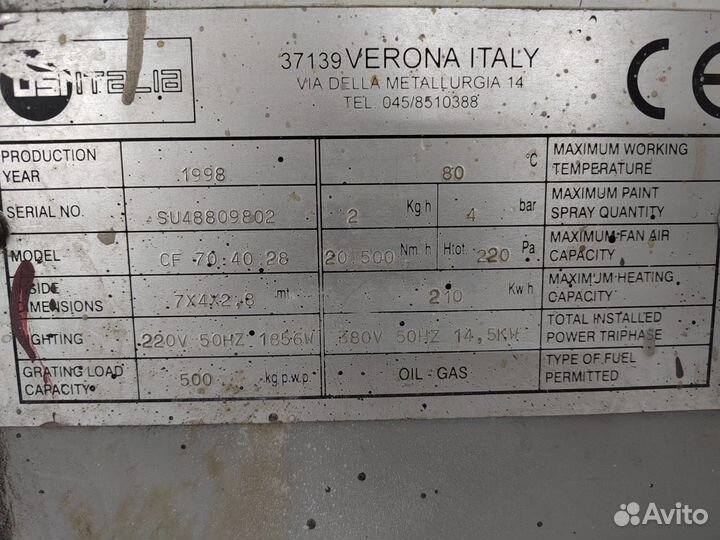 USI ITALIA
37139 VERONA ITALY
VIA DELLA METALLURGIA 14
TEL 045/8510388
CE
PRODUCTION YEAR 1998 80 °C MAXIMUM WORKING TEMPERATURE
SERIAL NO. SU48809802 2 Kg h 4 bar MAXIMUM PAINT SPRAY QUANTITY
MODEL CF 70.40.28 20.500 Nm h Htot. 220 Pa MAXIMUM FAN AIR CAPACITY
DIMENSIONS 7X4X2,8 mt. 210 Kw h MAXIMUM HEATING CAPACITY
220V 50HZ 1856W 380V 50HZ 14,5KW TOTAL INSTALLED POWER TRIPHASE
GRATING LOAD CAPACITY 500 kg p.w.p. OIL - GAS TYPE OF FUEL PERMITTED
Avito